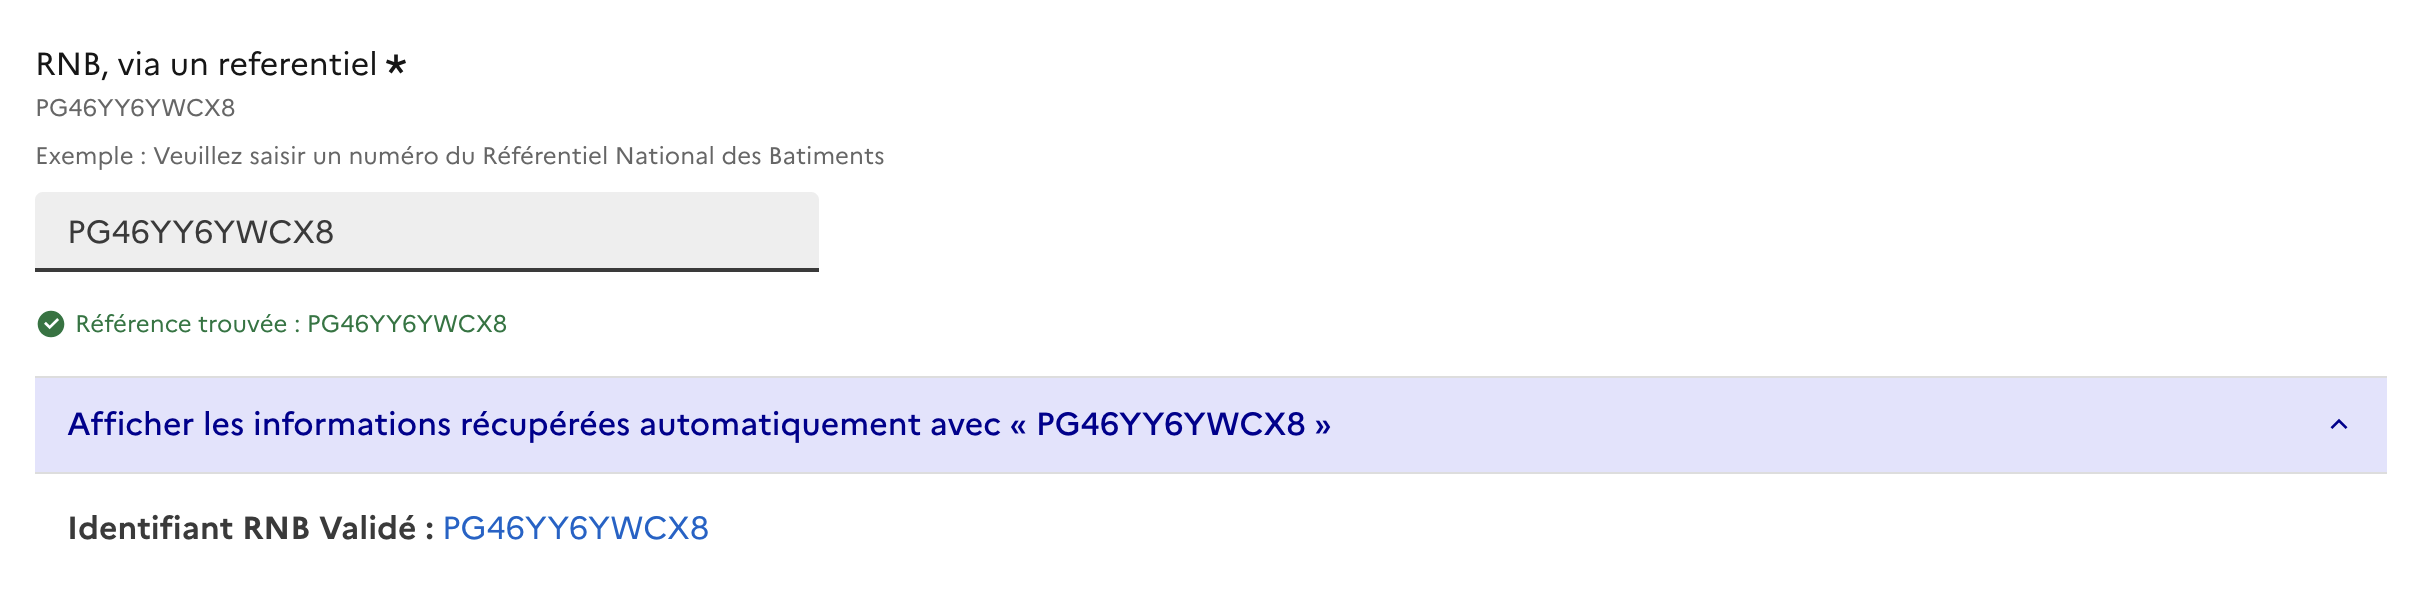 RNB, via un referentiel *
PG46YY6YWCX8
Exemple : Veuillez saisir un numéro du Référentiel National des Batiments
PG46YY6YWCX8
Référence trouvée : PG46YY6YWCX8
Afficher les informations récupérées automatiquement avec « PG46YY6YWCX8 »
Identifiant RNB Validé : PG46YY6YWCX8